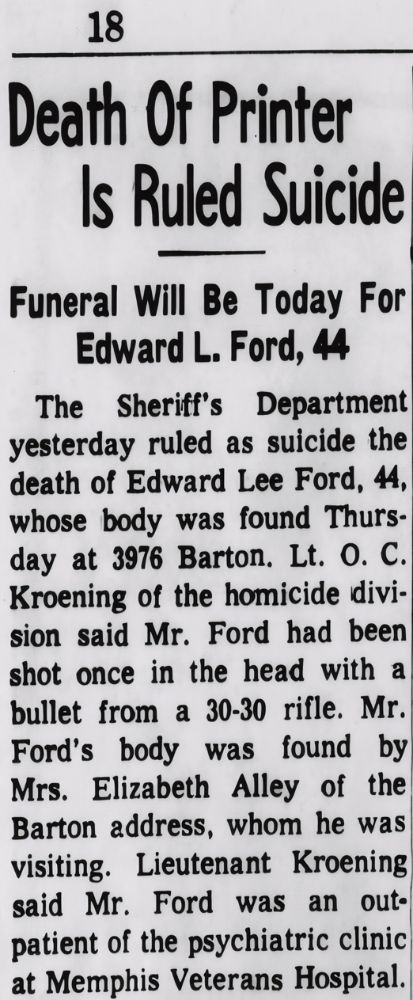 18
Death Of Printer
Is Ruled Suicide
Funeral Will Be Today For
Edward L. Ford, 44
The Sheriff's Department
yesterday ruled as suicide the
death of Edward Lee Ford, 44,
whose body was found Thurs-
day at 3976 Barton. Lt. O. C.
Kroening of the homicide divi-
sion said Mr. Ford had been
shot once in the head with a
bullet from a 30-30 rifle. Mr.
Ford's body was found by
Mrs. Elizabeth Alley of the
Barton address, whom he was
visiting. Lieutenant Kroening
said Mr. Ford was an out-
patient of the psychiatric clinic
at Memphis Veterans Hospital.